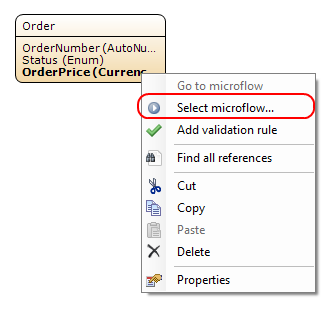 Order
OrderNumber (AutoNu...
Status (Enum)
OrderPrice (Currenc
Go to microflow
Select microflow...
Add validation rule
Find all references
Cut
Copy
Paste
Delete
Properties